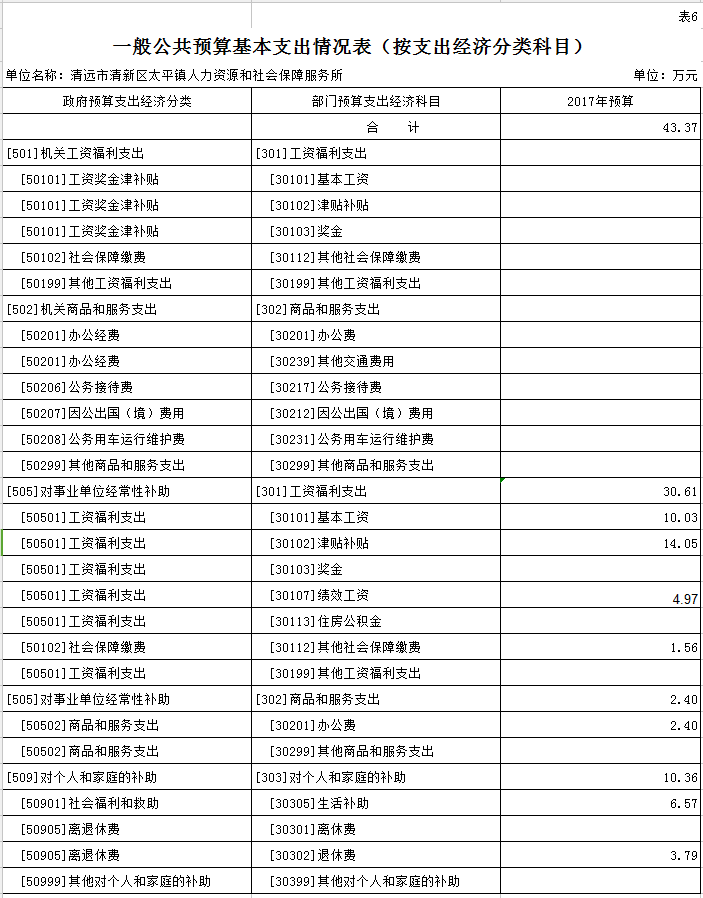 表6
一般公共预算基本支出情况表（按支出经济分类科目）
单位名称：清远市清新区太平镇人力资源和社会保障服务所 单位：万元
政府预算支出经济分类 部门预算支出经济科目 2017年预算
合 计 43.37
[501]机关工资福利支出 [301]工资福利支出
[50101]工资奖金津补贴 [30101]基本工资
[50101]工资奖金津补贴 [30102]津贴补贴
[50101]工资奖金津补贴 [30103]奖金
[50102]社会保障缴费 [30112]其他社会保障缴费
[50199]其他工资福利支出 [30199]其他工资福利支出
[502]机关商品和服务支出 [302]商品和服务支出
[50201]办公经费 [30201]办公费
[50201]办公经费 [30239]其他交通费用
[50206]公务接待费 [30217]公务接待费
[50207]因公出国（境）费用 [30212]因公出国（境）费用
[50208]公务用车运行维护费 [30231]公务用车运行维护费
[50299]其他商品和服务支出 [30299]其他商品和服务支出
[505]对事业单位经常性补助 [301]工资福利支出 30.61
[50501]工资福利支出 [30101]基本工资 10.03
[50501]工资福利支出 [30102]津贴补贴 14.05
[50501]工资福利支出 [30103]奖金
[50501]工资福利支出 [30107]绩效工资 4.97
[50501]工资福利支出 [30113]住房公积金
[50102]社会保障缴费 [30112]其他社会保障缴费 1.56
[50501]工资福利支出 [30199]其他工资福利支出
[505]对事业单位经常性补助 [302]商品和服务支出 2.40
[50502]商品和服务支出 [30201]办公费 2.40
[50502]商品和服务支出 [30299]其他商品和服务支出
[509]对个人和家庭的补助 [303]对个人和家庭的补助 10.36
[50901]社会福利和救助 [30305]生活补助 6.57
[50905]离退休费 [30301]离休费
[50905]离退休费 [30302]退休费 3.79
[50999]其他对个人和家庭的补助 [30399]其他对个人和家庭的补助